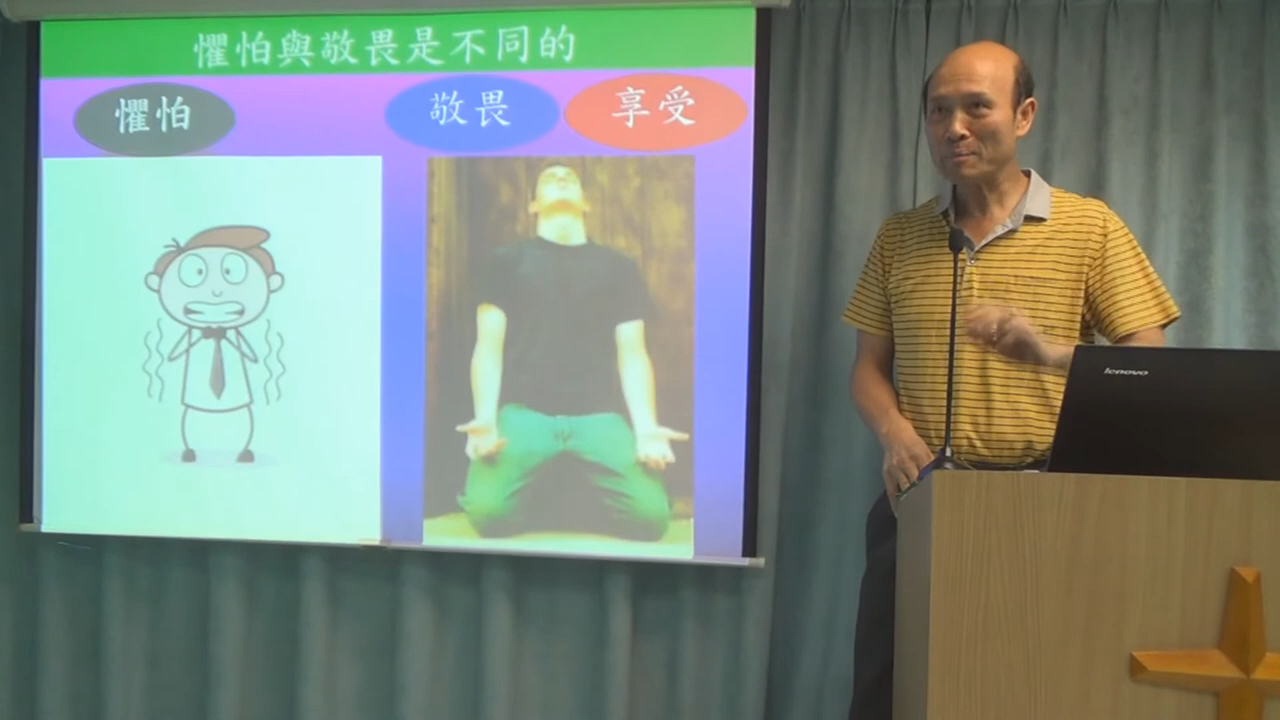 懼怕與敬畏是不同的
懼怕
敬畏
享受
lenovo